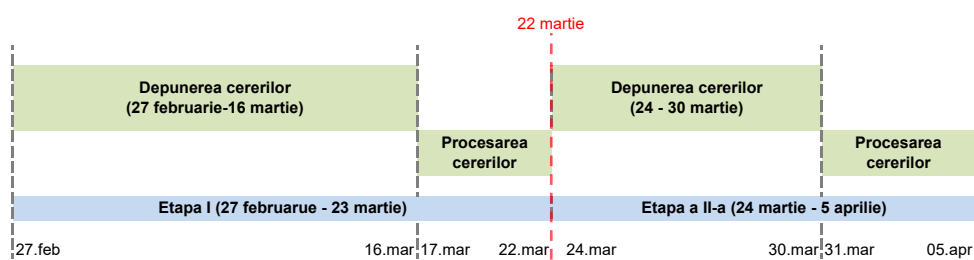 22 martie
Depunerea cererilor
(27 februarie-16 martie)
Depunerea cererilor
(24 - 30 martie)
Procesarea
cererilor
Procesarea
cererilor
Etapa I (27 februarue - 23 martie)
Etapa a II-a (24 martie - 5 aprilie)
27.feb 16.mar 17.mar 22.mar 24.mar 30.mar 31.mar 05.apr